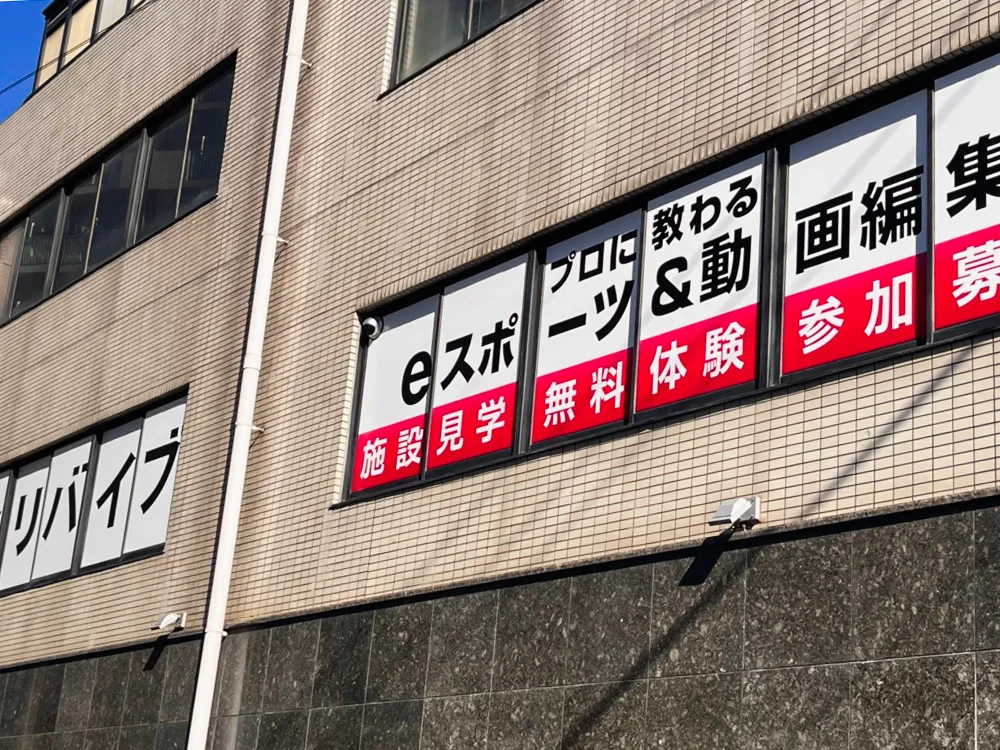 プロに教わる
eスポーツ&動画編集
施設見学無料体験参加募
リバイブ